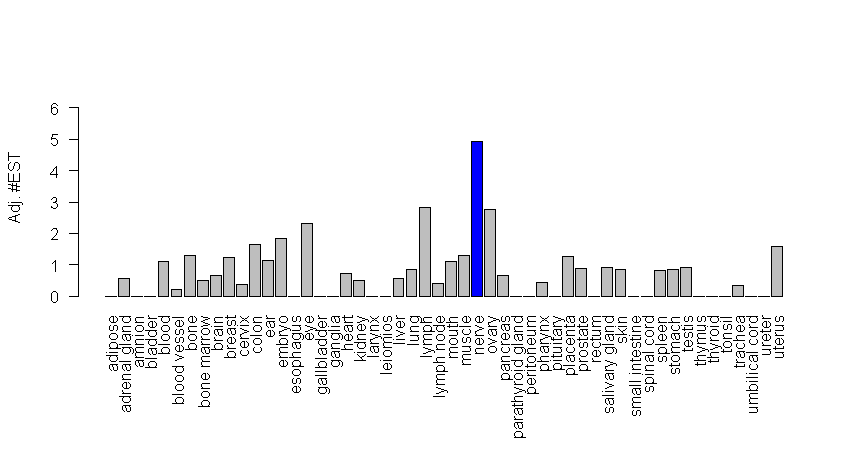 6
5
4
3
2
1
0
Adj. #EST
adipose
adrenal gland
amnion
bladder
blood
blood vessel
bone
bone marrow
brain
breast
cervix
colon
ear
embryo
esophagus
eye
gallbladder
ganglia
heart
kidney
larynx
leiomios
liver
lung
lymph
lymph node
mouth
muscle
nerve
ovary
pancreas
parathyroid gland
peritoneum
pharynx
pituitary
placenta
prostate
rectum
salivary gland
skin
small intestine
spinal cord
spleen
stomach
testis
thymus
thyroid
tonsil
trachea
umbilical cord
ureter
uterus